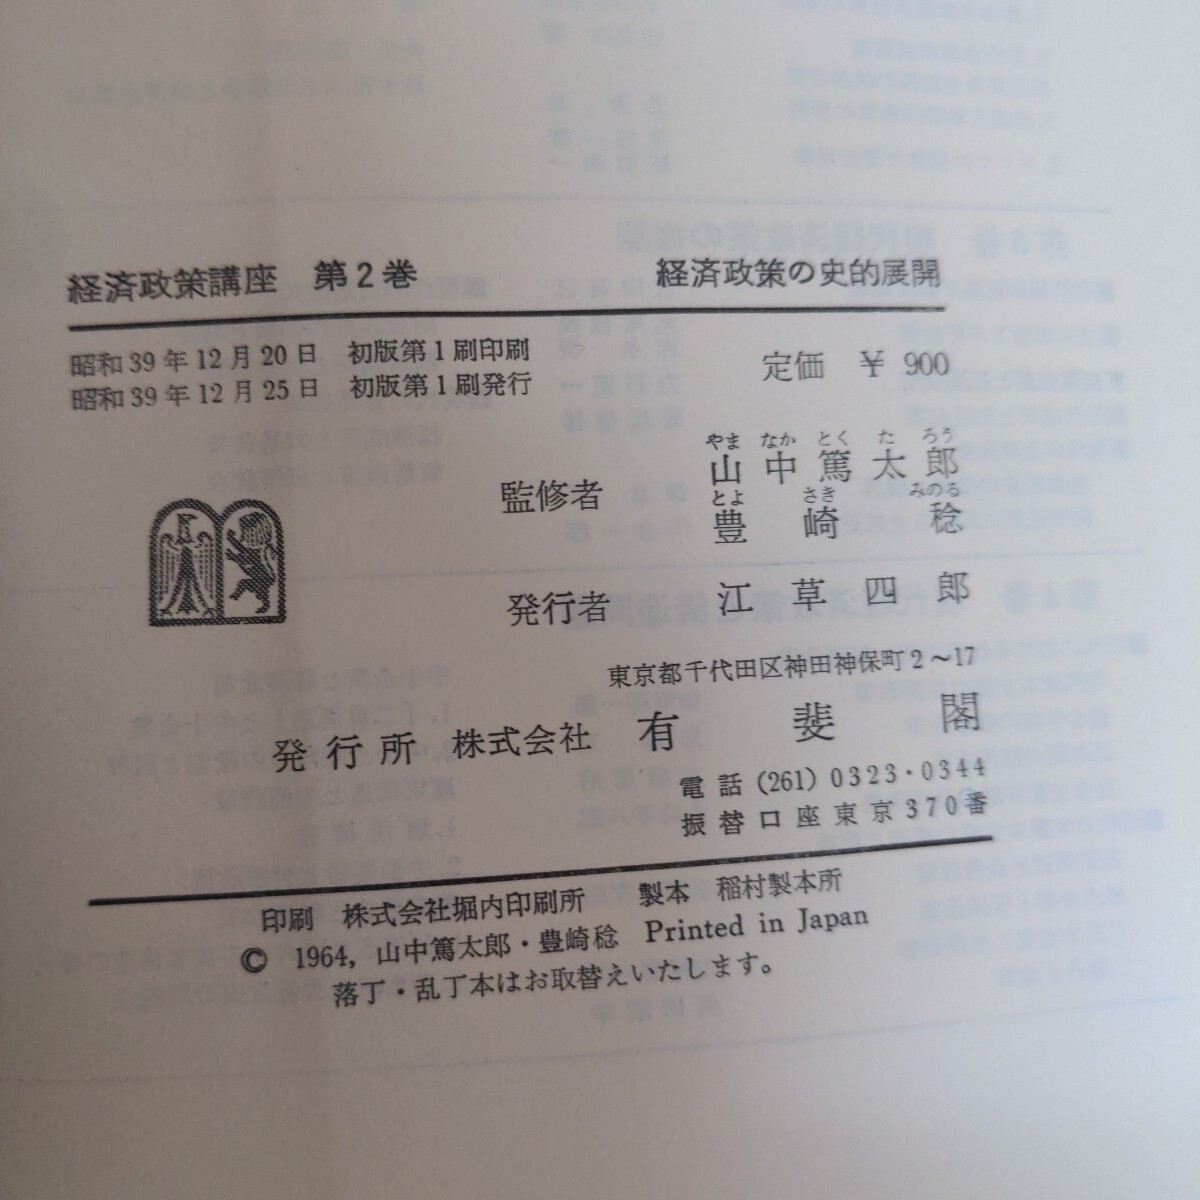 経済政策講座 第2巻 経済政策の史的展開
昭和39年12月20日 初版第1刷印刷
昭和39年12月25日 初版第1刷発行
定価 ¥ 900
やま なか とく た ろう
監修者 山中篤太郎
とよ さき みのる
豊崎稔
発行者 江草四郎
東京都千代田区神田神保町2～17
発行所 株式会社 有斐閣
電話 (261) 0323・0344
振替口座東京370番
印刷 株式会社堀内印刷所 製本 稲村製本所
© 1964, 山中篤太郎・豊崎稔 Printed in Japan
落丁・乱丁本はお取替えいたします。